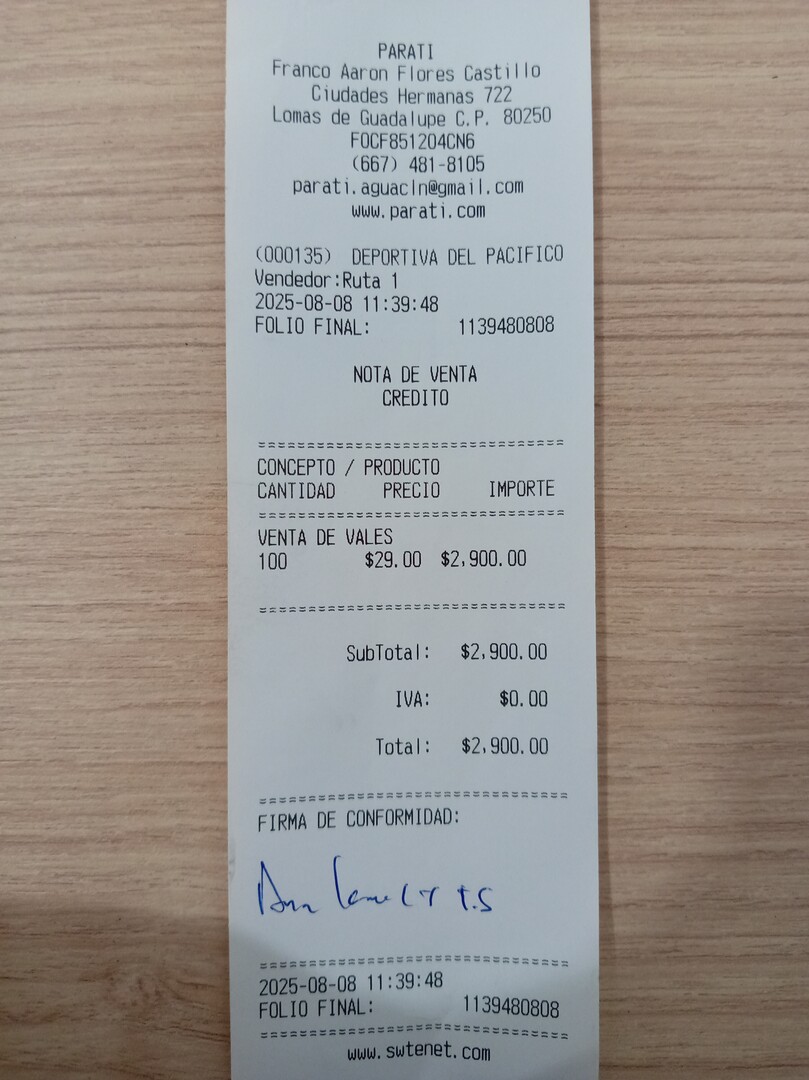 PARATI
Franco Aaron Flores Castillo
Ciudades Hermanas 722
Lomas de Guadalupe C.P. 80250
FOCF851204CN6
(667) 481-8105
parati.aguacln@gmail.com
www.parati.com
(000135) DEPORTIVA DEL PACIFICO
Vendedor:Ruta 1
2025-08-08 11:39:48
FOLIO FINAL: 1139480808
NOTA DE VENTA
CREDITO
===============================
CONCEPTO / PRODUCTO
CANTIDAD PRECIO IMPORTE
===============================
VENTA DE VALES
100 $29.00 $2,900.00
===============================
SubTotal: $2,900.00
IVA: $0.00
Total: $2,900.00
===============================
FIRMA DE CONFORMIDAD:
===============================
2025-08-08 11:39:48
FOLIO FINAL: 1139480808
===============================
www.swtenet.com